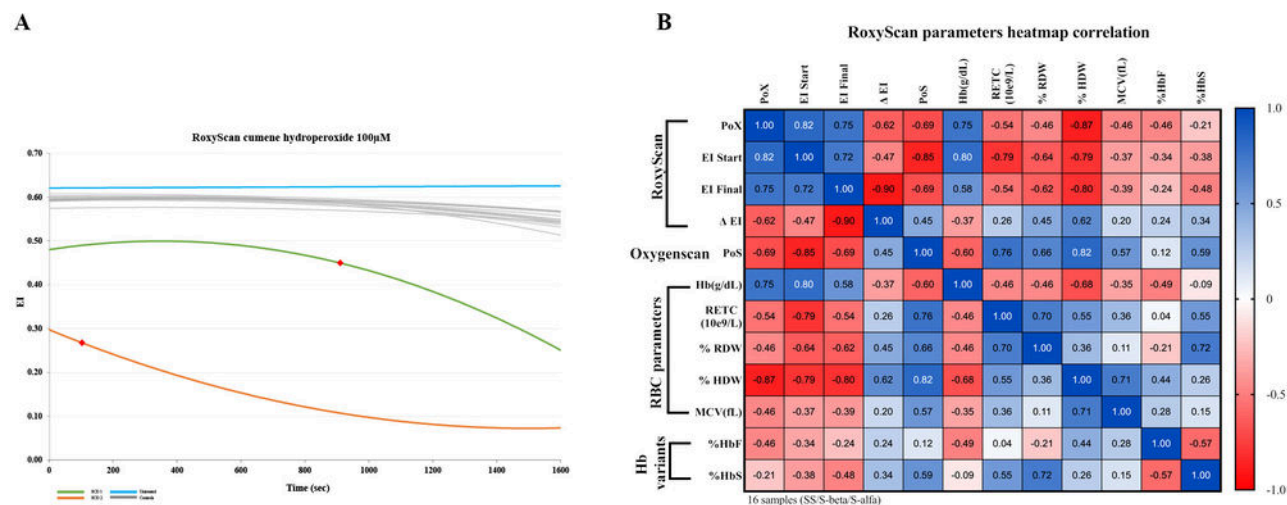 A
RoxyScan cumene hydroperoxide 100µM
EI
0.70
0.60
0.50
0.40
0.30
0.20
0.10
0.00
0 200 400 600 800 1000 1200 1400 1600
Time (sec)
B
RoxyScan parameters heatmap correlation
PoX EI Start EI Final Δ EI PoS Hb(g/dL) RETC (10e9/L) % RDW % HDW MCV(fL) %HbF %HbS
RoxyScan
Oxygenscan
RBC parameters
Hb variants
PoX 1.00 0.82 0.75 -0.62 -0.69 0.75 -0.54 -0.46 -0.87 -0.46 -0.46 -0.21
EI Start 0.82 1.00 0.72 -0.47 -0.85 0.80 -0.79 -0.64 -0.79 -0.37 -0.34 -0.38
EI Final 0.75 0.72 1.00 -0.90 -0.69 0.58 -0.54 -0.62 -0.80 -0.39 -0.24 -0.48
Δ EI -0.62 -0.47 -0.90 1.00 0.45 -0.37 0.26 0.45 0.62 0.20 0.24 0.34
PoS -0.69 -0.85 -0.69 0.45 1.00 -0.60 0.76 0.66 0.82 0.57 0.12 0.59
Hb(g/dL) 0.75 0.80 0.58 -0.37 -0.60 1.00 -0.46 -0.46 -0.68 -0.35 -0.49 -0.09
RETC (10e9/L) -0.54 -0.79 -0.54 0.26 0.76 -0.46 1.00 0.70 0.55 0.36 0.04 0.55
% RDW -0.46 -0.64 -0.62 0.45 0.66 -0.46 0.70 1.00 0.36 0.11 -0.21 0.72
% HDW -0.87 -0.79 -0.80 0.62 0.82 -0.68 0.55 0.36 1.00 0.71 0.44 0.26
MCV(fL) -0.46 -0.37 -0.39 0.20 0.57 -0.35 0.36 0.11 0.71 1.00 0.28 0.15
%HbF -0.46 -0.34 -0.24 0.24 0.12 -0.49 0.04 -0.21 0.44 0.28 1.00 -0.57
%HbS -0.21 -0.38 -0.48 0.34 0.59 -0.09 0.55 0.72 0.26 0.15 -0.57 1.00
1.0
0.5
0
-0.5
-1.0
16 samples (SS/S-beta/S-alfa)